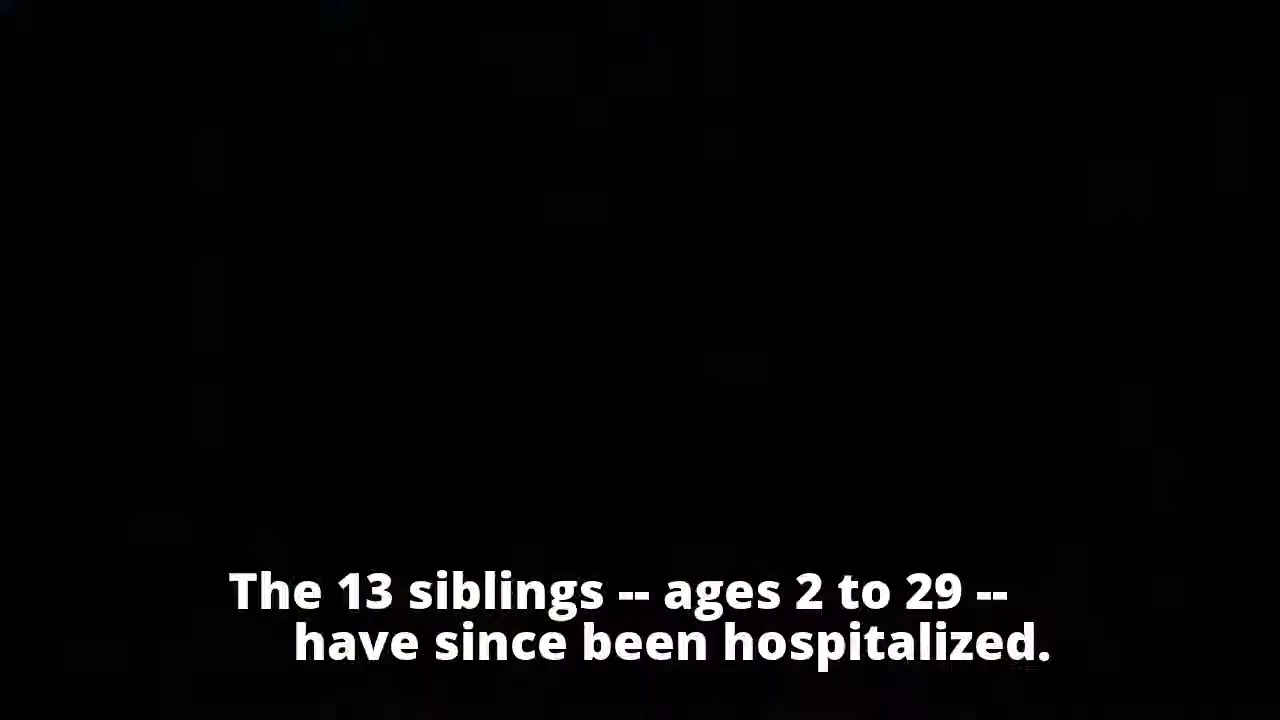 The 13 siblings -- ages 2 to 29 --
have since been hospitalized.